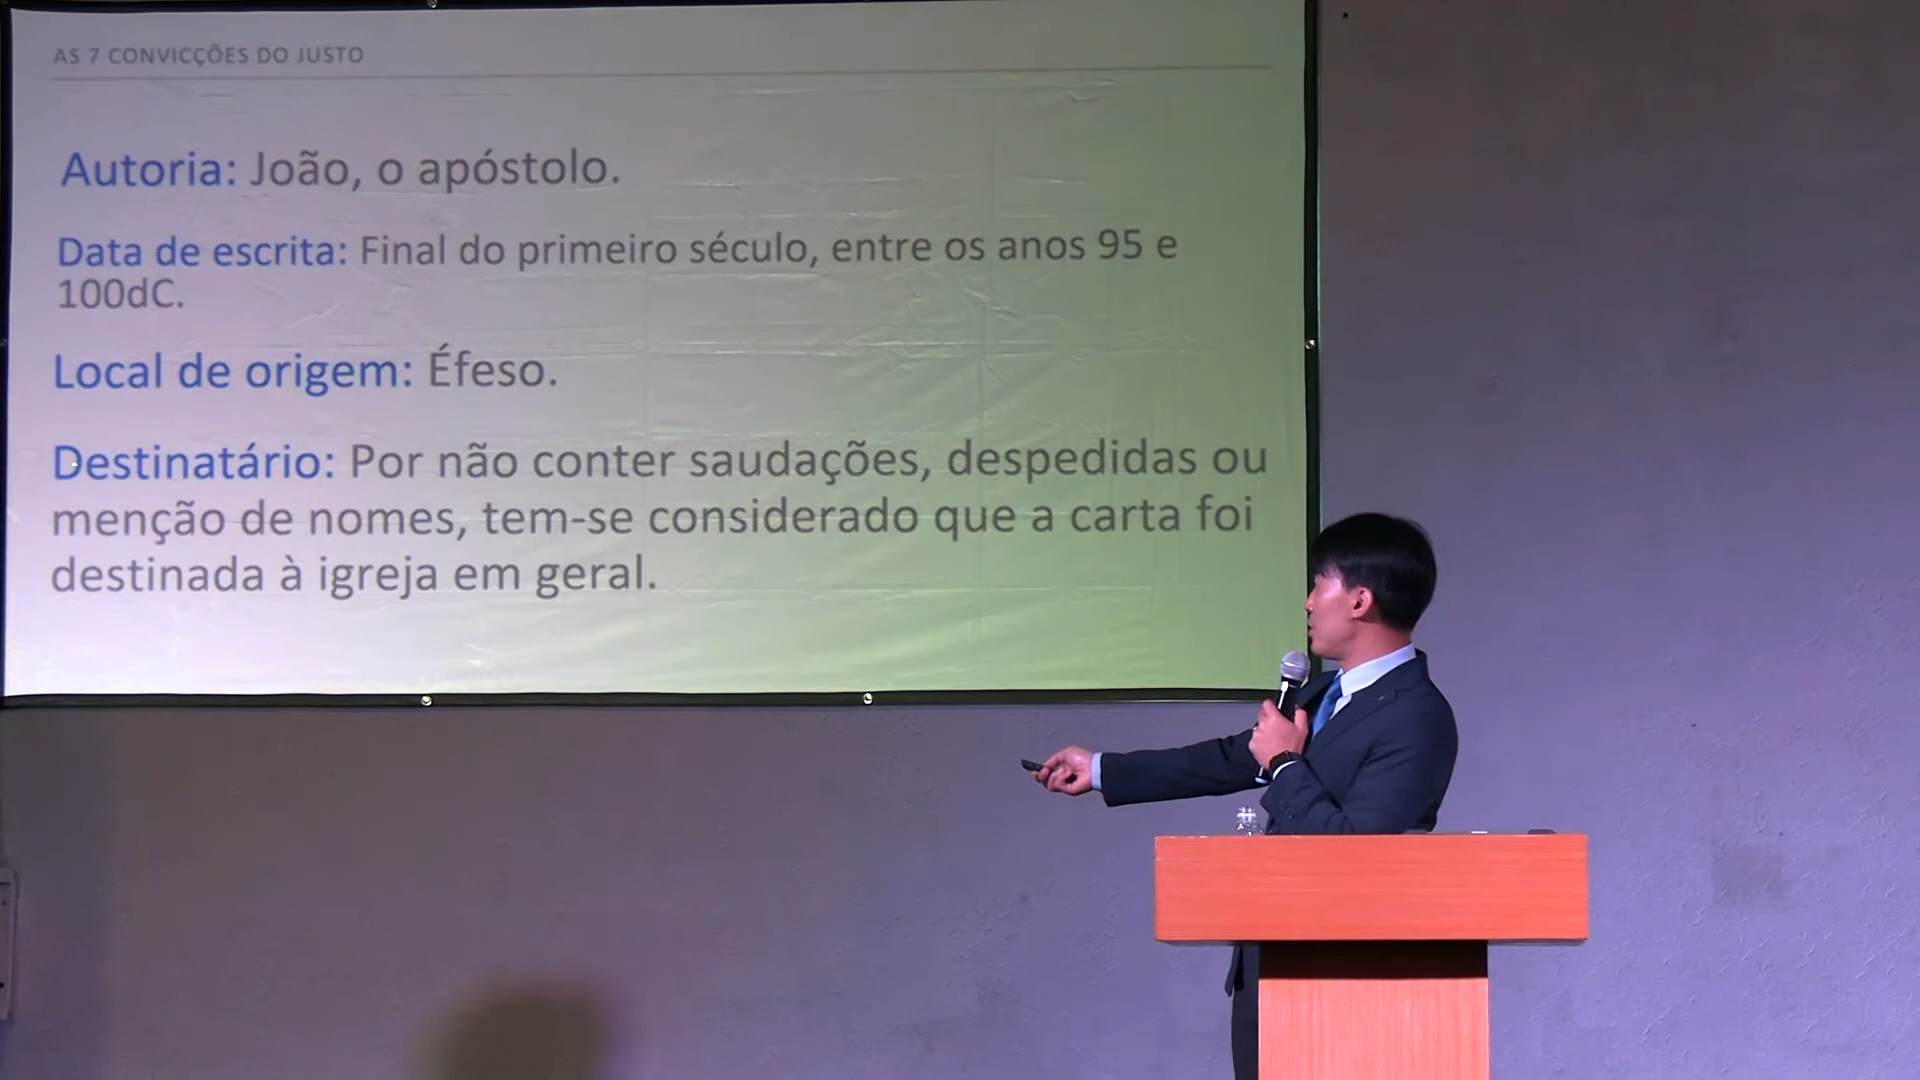 AS 7 CONVICÇÕES DO JUSTO
Autoria: João, o apóstolo.
Data de escrita: Final do primeiro século, entre os anos 95 e
100dC.
Local de origem: Éfeso.
Destinatário: Por não conter saudações, despedidas ou
menção de nomes, tem-se considerado que a carta foi
destinada à igreja em geral.